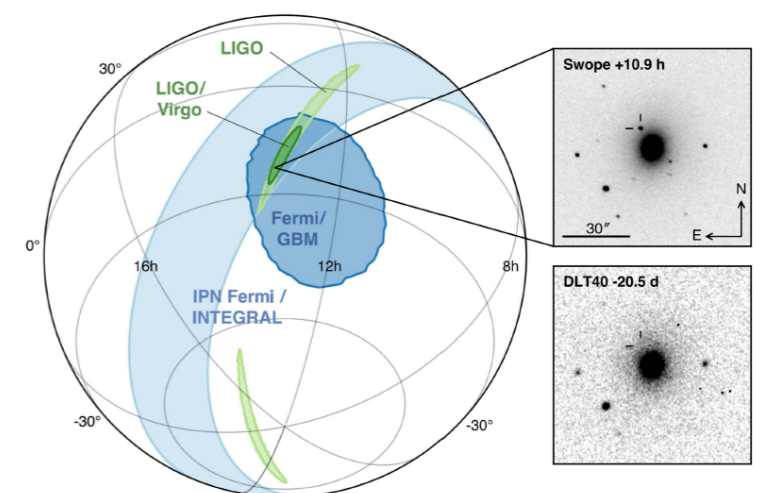 LIGO
30°
LIGO/
Virgo
Fermi/
GBM
0°
16h
12h
8h
IPN Fermi /
INTEGRAL
-30°
-30°
Swope +10.9 h
N
30″
E
DLT40 -20.5 d